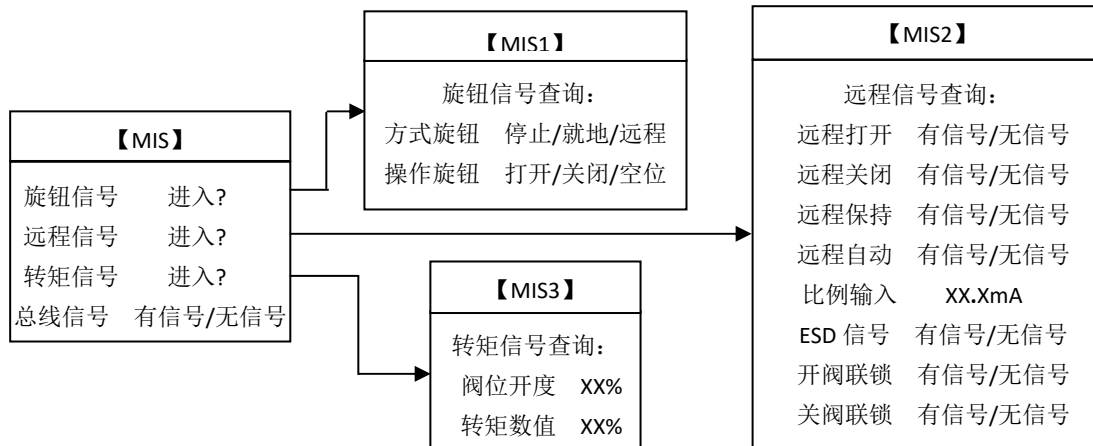 【MIS】
旋钮信号 进入?
远程信号 进入?
转矩信号 进入?
总线信号 有信号/无信号
【MIS1】
旋钮信号查询：
方式旋钮 停止/就地/远程
操作旋钮 打开/关闭/空位
【MIS3】
转矩信号查询：
阀位开度 XX%
转矩数值 XX%
【MIS2】
远程信号查询：
远程打开 有信号/无信号
远程关闭 有信号/无信号
远程保持 有信号/无信号
远程自动 有信号/无信号
比例输入 XX.XmA
ESD 信号 有信号/无信号
开阀联锁 有信号/无信号
关阀联锁 有信号/无信号